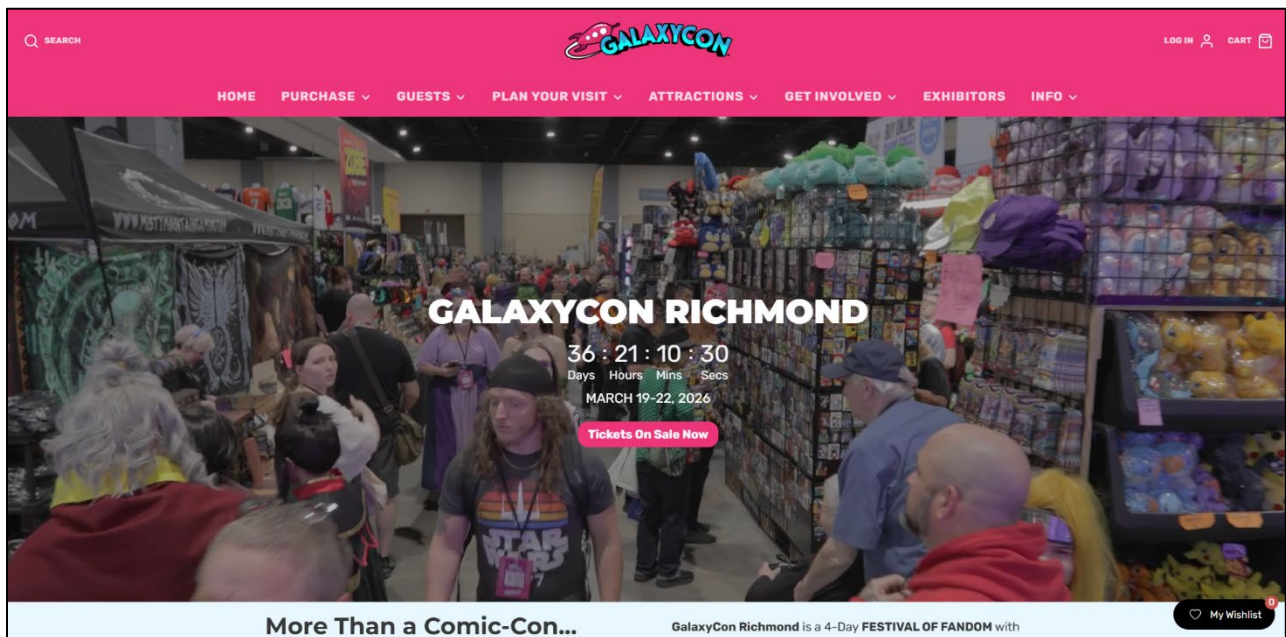 SEARCH
GALAXYCON
LOG IN
CART
HOME
PURCHASE
GUESTS
PLAN YOUR VISIT
ATTRACTIONS
GET INVOLVED
EXHIBITORS
INFO
GALAXYCON RICHMOND
36 : 21 : 10 : 30
Days Hours Mins Secs
MARCH 19-22, 2026
Tickets On Sale Now
STAR
WARS
More Than a Comic-Con...
GalaxyCon Richmond is a 4-Day FESTIVAL OF FANDOM with
My Wishlist
0